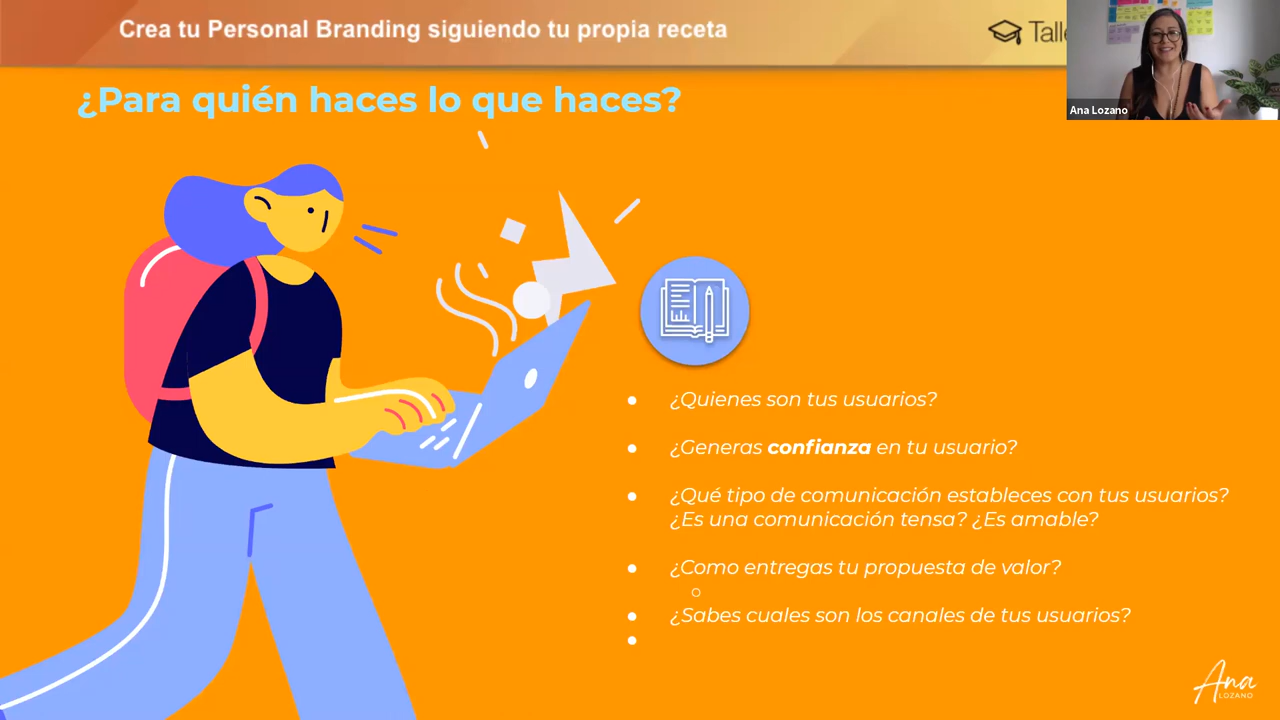 Crea tu Personal Branding siguiendo tu propia receta
Talle
Ana Lozano
¿Para quién haces lo que haces?
¿Quienes son tus usuarios?
¿Generas confianza en tu usuario?
¿Qué tipo de comunicación estableces con tus usuarios?
¿Es una comunicación tensa? ¿Es amable?
¿Como entregas tu propuesta de valor?
¿Sabes cuales son los canales de tus usuarios?
Ana
LOZANO